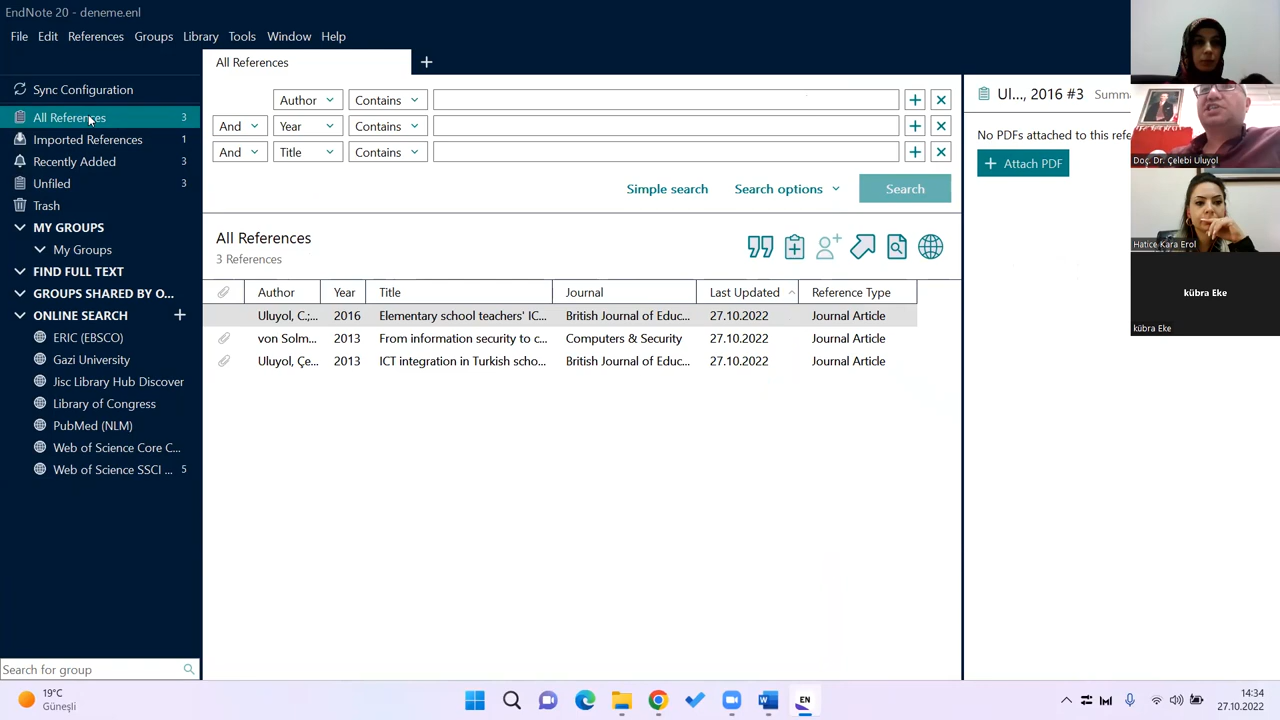 EndNote 20 - deneme.enl
File Edit References Groups Library Tools Window Help
Sync Configuration
All References 3
Imported References 1
Recently Added 3
Unfiled 3
Trash
MY GROUPS
My Groups
FIND FULL TEXT
GROUPS SHARED BY O...
ONLINE SEARCH
ERIC (EBSCO)
Gazi University
Jisc Library Hub Discover
Library of Congress
PubMed (NLM)
Web of Science Core C...
Web of Science SSCI ... 5
Search for group
All References
Author Contains
And Year Contains
And Title Contains
Simple search Search options Search
All References
3 References
Author Year Title Journal Last Updated Reference Type
Uluyol, C.;... 2016 Elementary school teachers' IC... British Journal of Educ... 27.10.2022 Journal Article
von Solm... 2013 From information security to c... Computers & Security 27.10.2022 Journal Article
Uluyol, Çe... 2013 ICT integration in Turkish scho... British Journal of Educ... 27.10.2022 Journal Article
Ul..., 2016 #3 Summa
No PDFs attached to this refe
Attach PDF
Doç. Dr. Çelebi Uluyol
Hatice Kara Erol
kübra Eke
kübra Eke
19°C
Güneşli
EN
14:34
27.10.2022